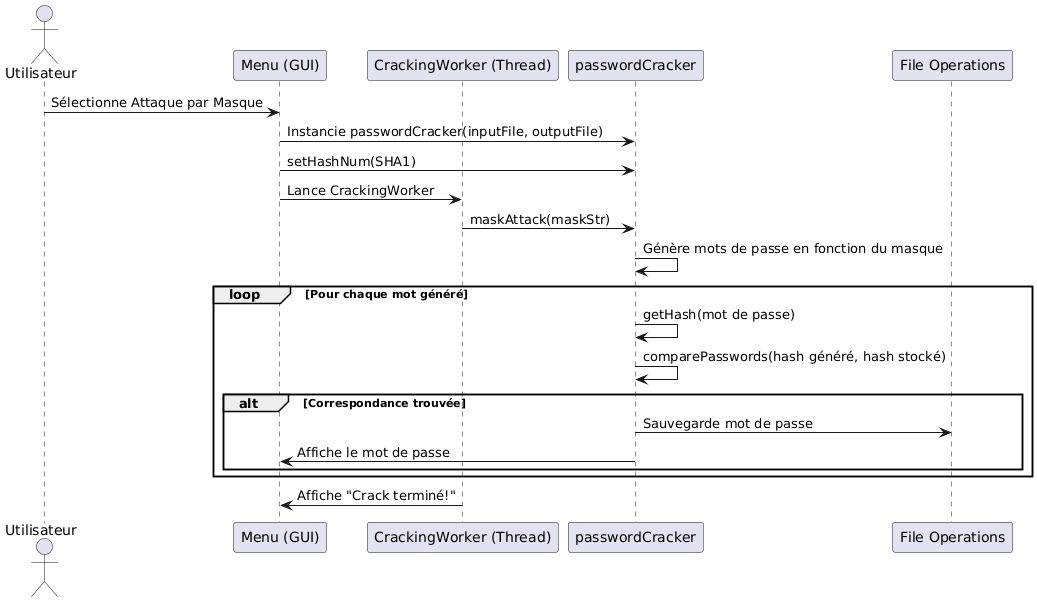 Utilisateur
Menu (GUI)
CrackingWorker (Thread)
passwordCracker
File Operations
Sélectionne Attaque par Masque
Instancie passwordCracker(inputFile, outputFile)
setHashNum(SHA1)
Lance CrackingWorker
maskAttack(maskStr)
Génère mots de passe en fonction du masque
loop
[Pour chaque mot généré]
getHash(mot de passe)
comparePasswords(hash généré, hash stocké)
alt
[Correspondance trouvée]
Sauvegarde mot de passe
Affiche le mot de passe
Affiche "Crack terminé!"
Utilisateur
Menu (GUI)
CrackingWorker (Thread)
passwordCracker
File Operations